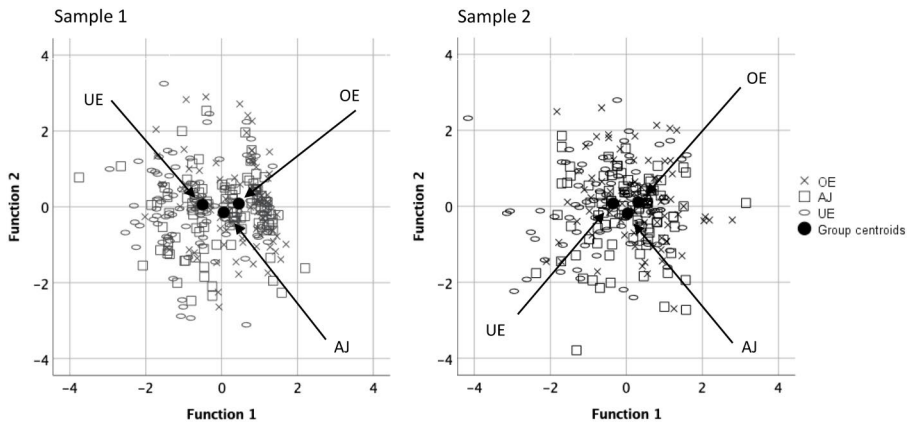 Sample 1
4
2
0
−2
−4
−4
−2
0
2
4
Function 2
Function 1
UE
OE
AJ
Sample 2
4
2
0
−2
−4
−4
−2
0
2
4
Function 2
Function 1
OE
UE
AJ
OE
AJ
UE
Group centroids